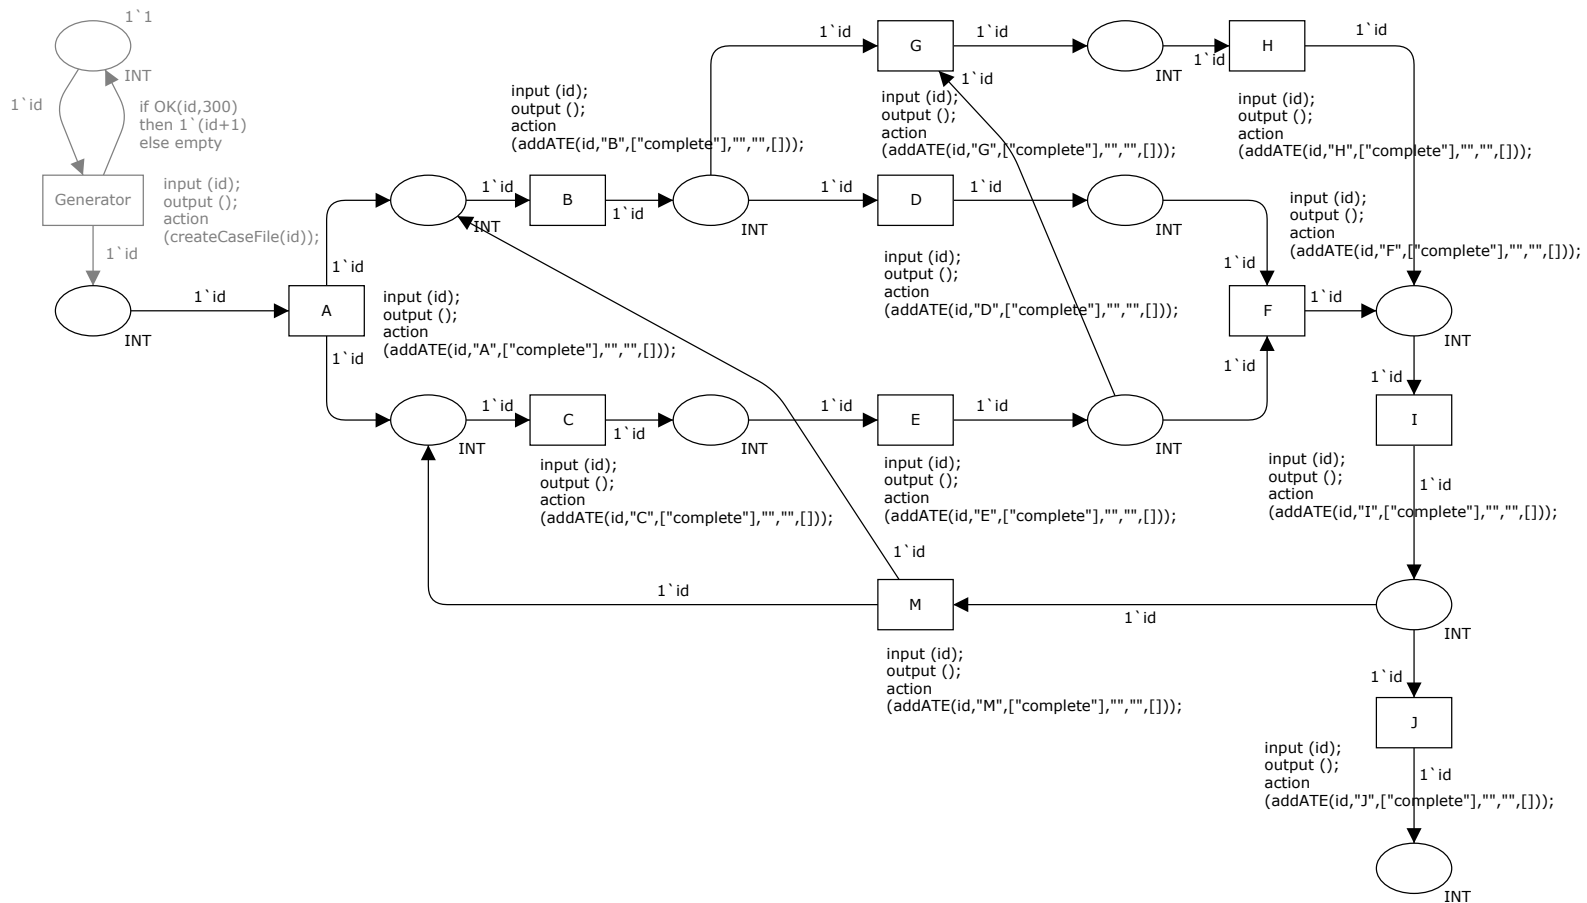 1`1
INT
1`id
if OK(id,300)
then 1`(id+1)
else empty
Generator
input (id);
output ();
action
(createCaseFile(id));
1`id
INT
1`id
A
1`id
1`id
input (id);
output ();
action
(addATE(id,"A",["complete"],"","",[]));
INT
1`id
B
1`id
input (id);
output ();
action
(addATE(id,"B",["complete"],"","",[]));
INT
1`id
G
1`id
1`id
input (id);
output ();
action
(addATE(id,"G",["complete"],"","",[]));
INT
1`id
H
1`id
input (id);
output ();
action
(addATE(id,"H",["complete"],"","",[]));
1`id
D
1`id
input (id);
output ();
action
(addATE(id,"D",["complete"],"","",[]));
INT
1`id
F
1`id
1`id
input (id);
output ();
action
(addATE(id,"F",["complete"],"","",[]));
INT
INT
1`id
C
1`id
input (id);
output ();
action
(addATE(id,"C",["complete"],"","",[]));
INT
1`id
E
1`id
input (id);
output ();
action
(addATE(id,"E",["complete"],"","",[]));
INT
1`id
I
1`id
input (id);
output ();
action
(addATE(id,"I",["complete"],"","",[]));
INT
1`id
M
1`id
1`id
input (id);
output ();
action
(addATE(id,"M",["complete"],"","",[]));
1`id
J
1`id
input (id);
output ();
action
(addATE(id,"J",["complete"],"","",[]));
INT